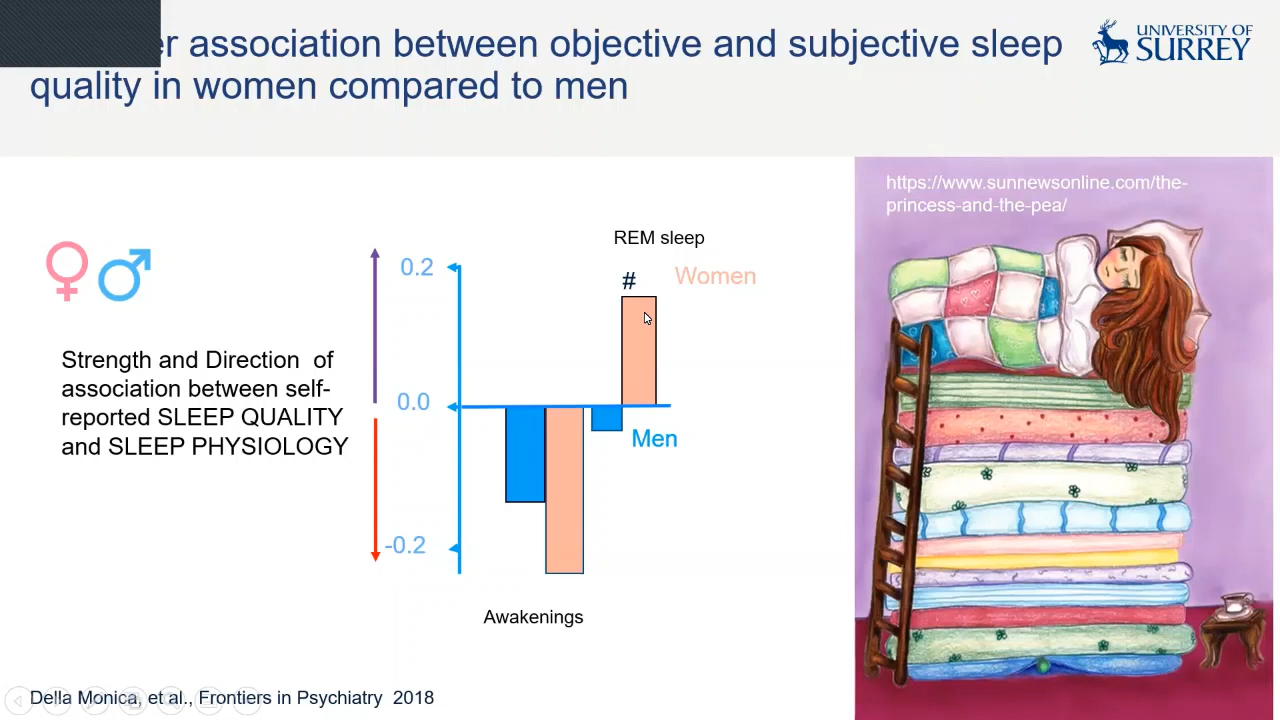 association between objective and subjective sleep
quality in women compared to men
UNIVERSITY OF
SURREY
https://www.sunnewsonline.com/the-
princess-and-the-pea/
REM sleep
0.2
#
Women
Strength and Direction of
association between self-
reported SLEEP QUALITY
and SLEEP PHYSIOLOGY
0.0
Men
-0.2
Awakenings
Della Monica, et al., Frontiers in Psychiatry 2018